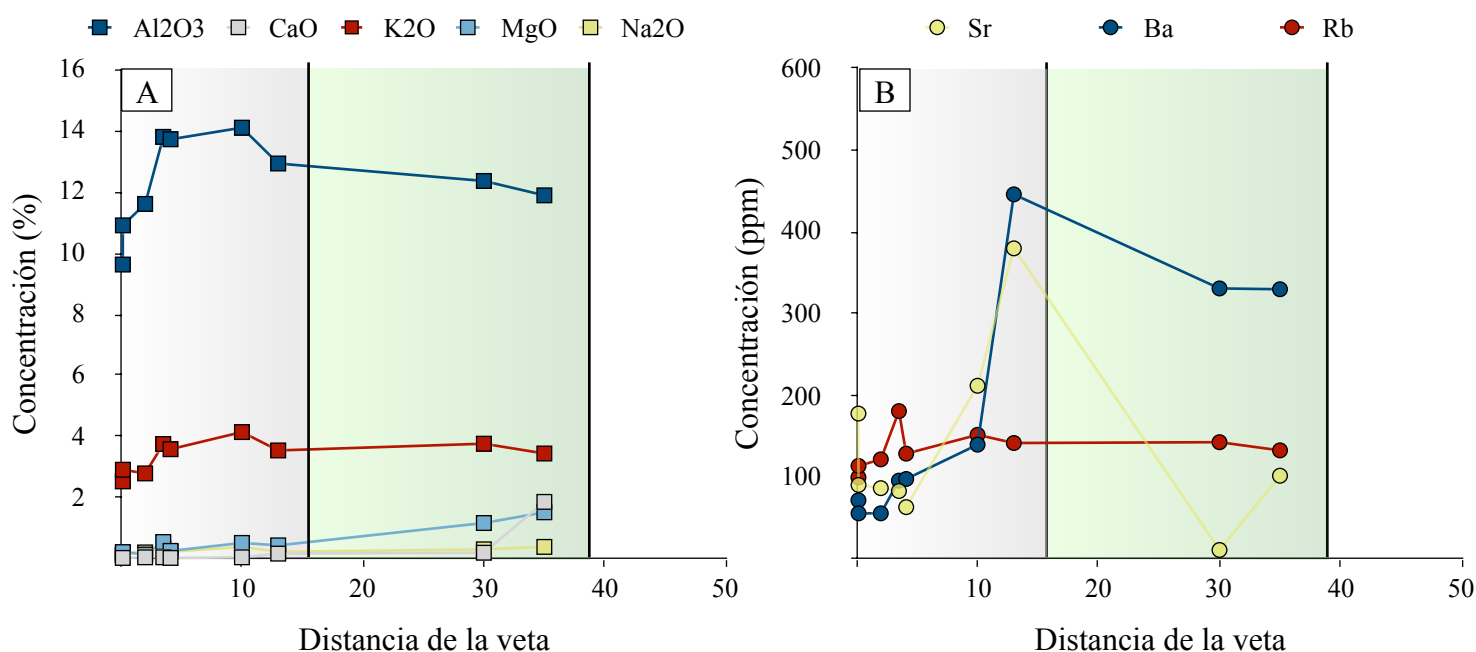 Al2O3 CaO K2O MgO Na2O
A
16
14
12
10
8
6
4
2
10 20 30 40 50
Concentración (%)
Distancia de la veta
Sr Ba Rb
B
600
500
400
300
200
100
10 20 30 40 50
Concentración (ppm)
Distancia de la veta